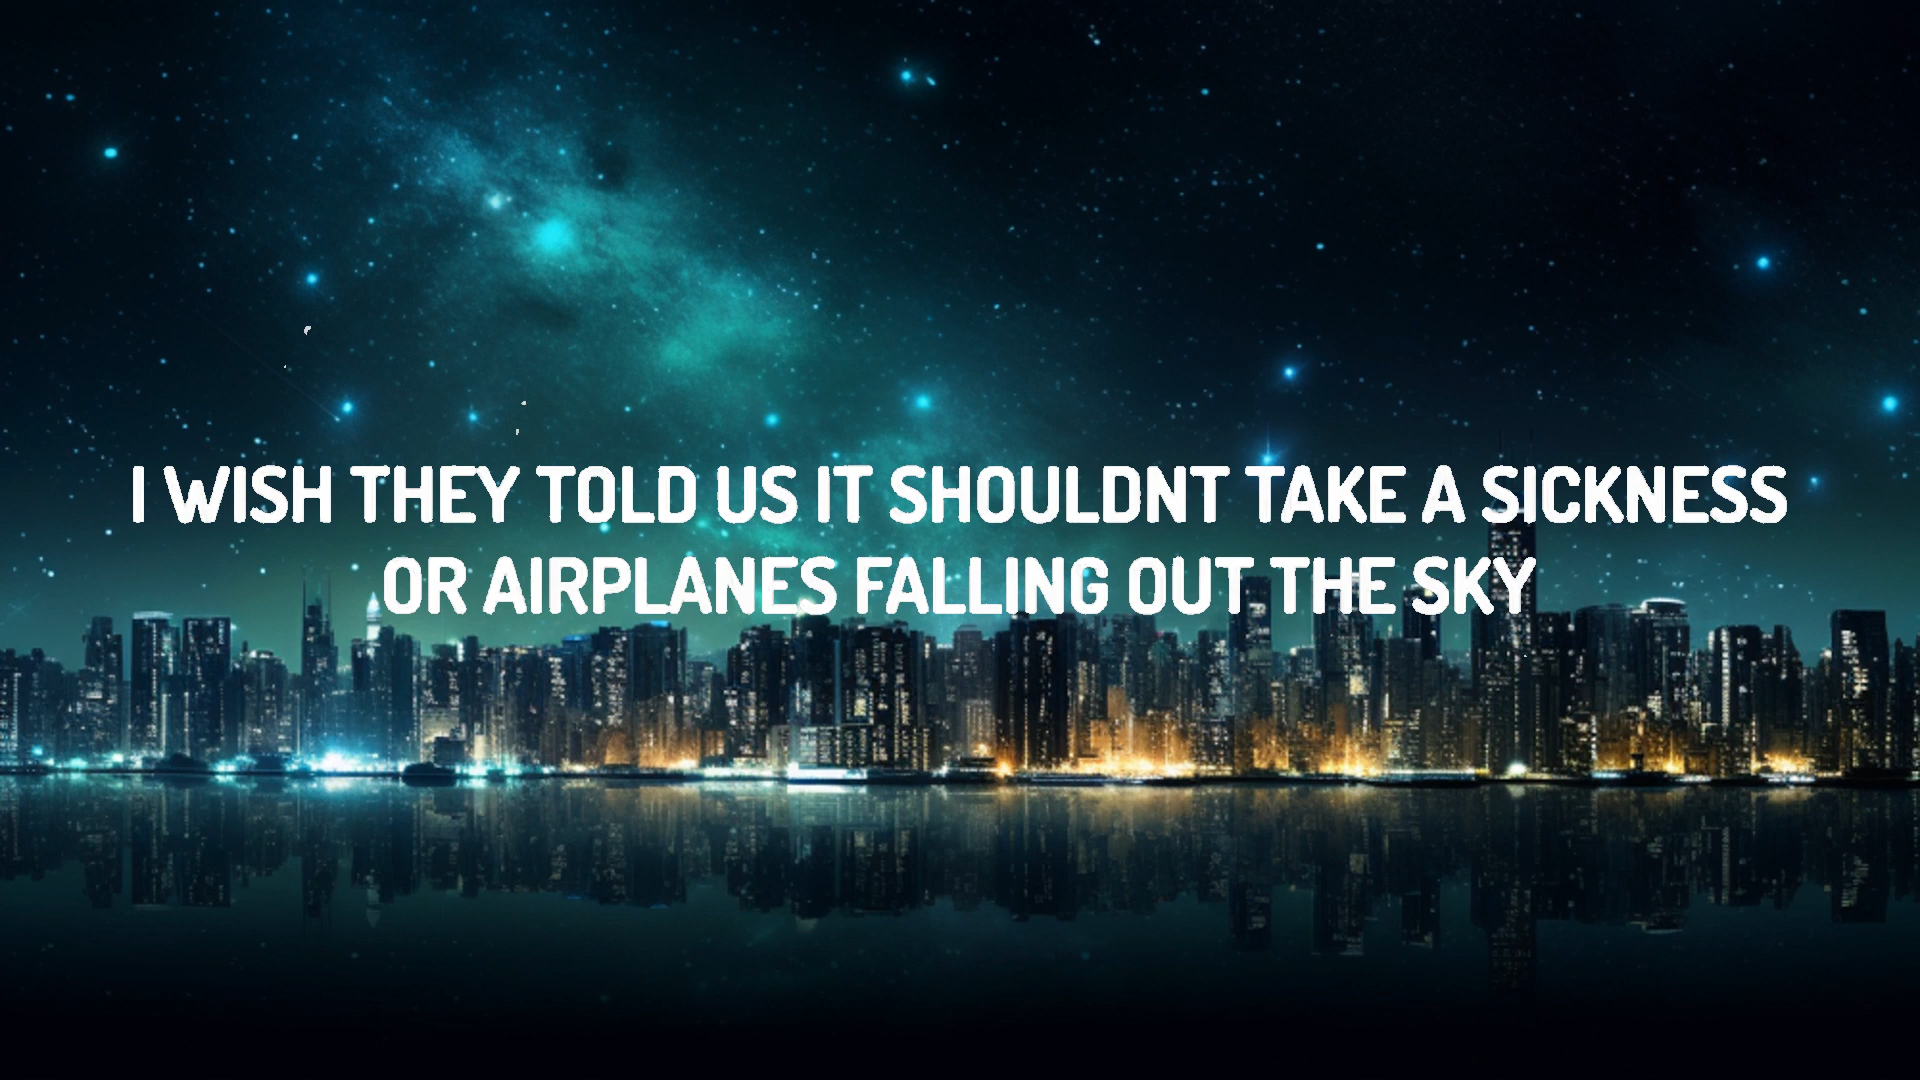 I WISH THEY TOLD US IT SHOULDNT TAKE A SICKNESS
OR AIRPLANES FALLING OUT THE SKY